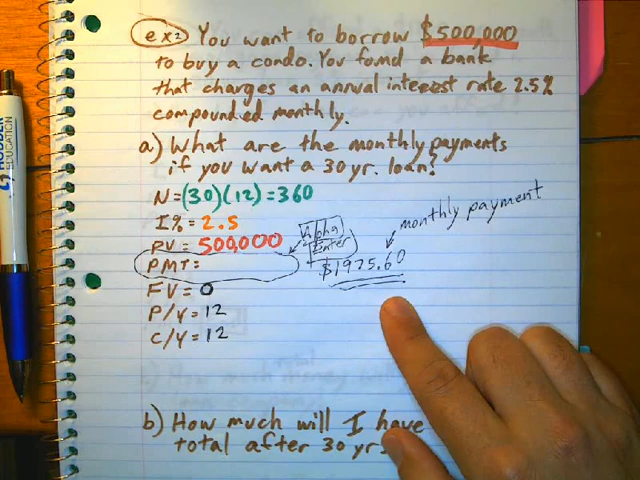 ex2 You want to borrow $500,000
to buy a condo. You found a bank
that charges an annual interest rate 2.5%
compounded monthly.
a) What are the monthly payments
if you want a 30 yr. loan?
N=(30)(12)=360
I%=2.5
PV=500,000
PMT=
Alpha
Enter
$1975.60
monthly payment
FV=0
P/Y=12
C/Y=12
b) How much will I have
total after 30 yrs
EDUCATION